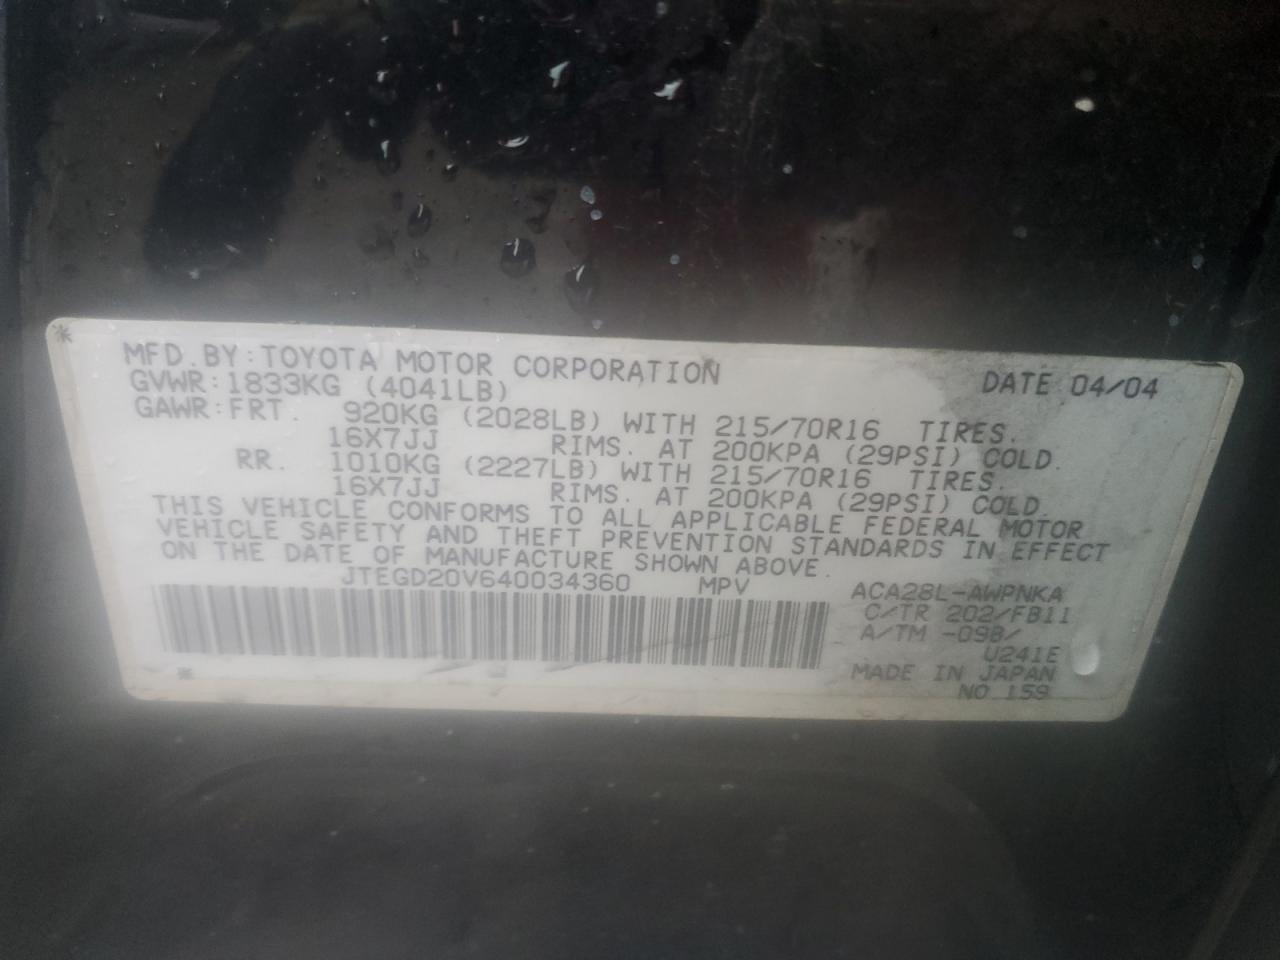 MFD. BY: TOYOTA MOTOR CORPORATION DATE 04/04
GVWR: 1833KG (4041LB)
GAWR: FRT. 920KG (2028LB) WITH 215/70R16 TIRES.
16X7JJ RIMS. AT 200KPA (29PSI) COLD.
RR. 1010KG (2227LB) WITH 215/70R16 TIRES.
16X7JJ RIMS. AT 200KPA (29PSI) COLD.
THIS VEHICLE CONFORMS TO ALL APPLICABLE FEDERAL MOTOR
VEHICLE SAFETY AND THEFT PREVENTION STANDARDS IN EFFECT
ON THE DATE OF MANUFACTURE SHOWN ABOVE.
JTEGD20V640034360 MPV
ACA28L-AWPNKA
C/TR 202/FB11
A/TM -09B/
U241E
MADE IN JAPAN
NO 159